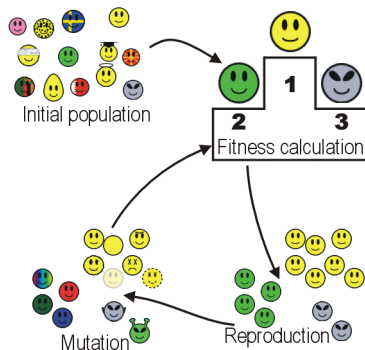 1
2
3
Initial population
Fitness calculation
Reproduction
Mutation